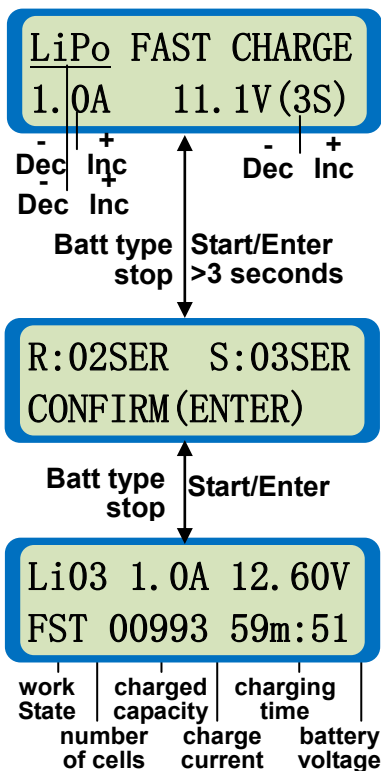 LiPo FAST CHARGE
1.0A 11.1V(3S)
- + - +
Dec Inc Dec Inc
- +
Dec Inc
Batt type Start/Enter
stop >3 seconds
R:02SER S:03SER
CONFIRM(ENTER)
Batt type Start/Enter
stop
Li03 1.0A 12.60V
FST 00993 59m:51
work charged charging
State capacity time
number charge battery
of cells current voltage